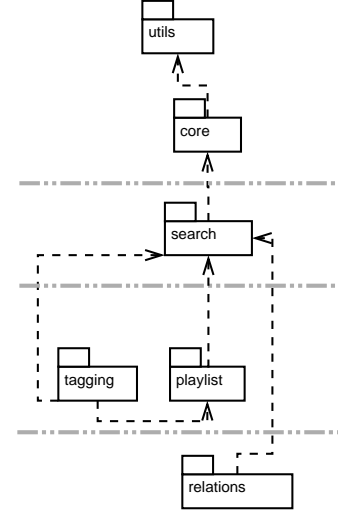 utils
core
search
tagging
playlist
relations